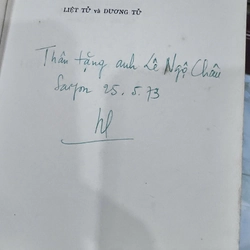 LIỆT TỬ và DƯƠNG TỬ
Thân tặng anh Lê Ngộ Châu
Saigon 25.5.73